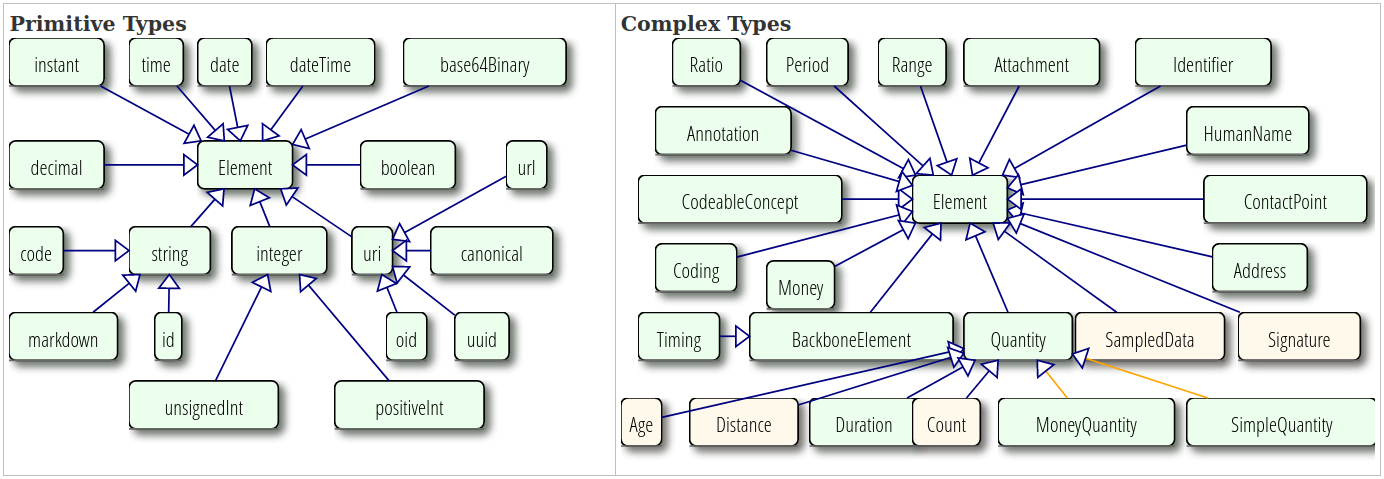 Primitive Types
instant time date dateTime base64Binary
decimal Element boolean url
code string integer uri canonical
markdown id oid uuid
unsignedInt positiveInt
Complex Types
Ratio Period Range Attachment Identifier
Annotation HumanName
CodeableConcept Element ContactPoint
Coding Money Address
Timing BackboneElement Quantity SampledData Signature
Age Distance Duration Count MoneyQuantity SimpleQuantity